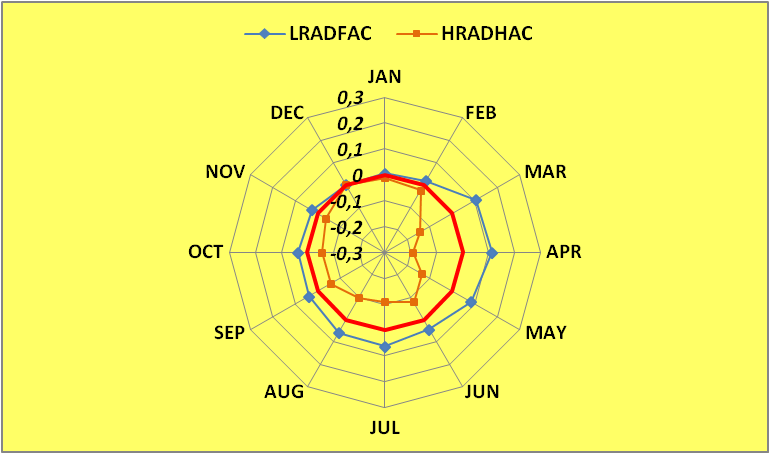 LRADFAC HRADHAC
JAN
FEB
MAR
APR
MAY
JUN
JUL
AUG
SEP
OCT
NOV
DEC
0,3
0,2
0,1
0
-0,1
-0,2
-0,3